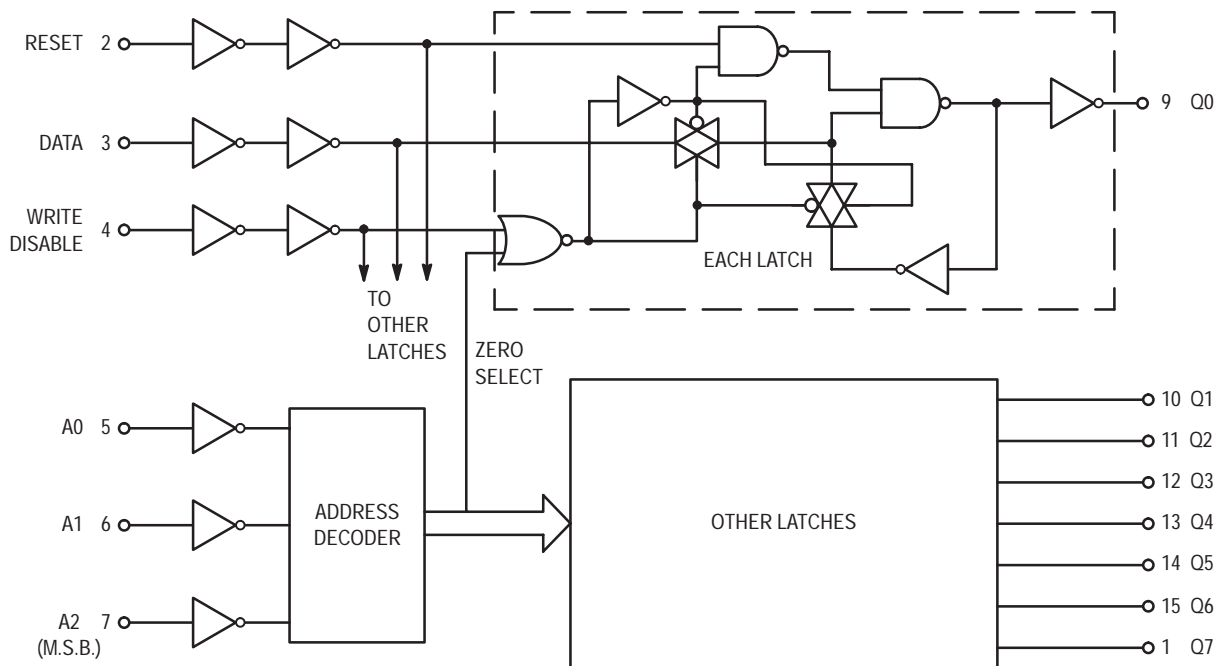 RESET 2
9 Q0
DATA 3
WRITE
DISABLE 4
EACH LATCH
TO
OTHER
LATCHES
ZERO
SELECT
10 Q1
A0 5
11 Q2
12 Q3
A1 6
ADDRESS
DECODER
OTHER LATCHES
13 Q4
14 Q5
15 Q6
A2 7
(M.S.B.)
1 Q7